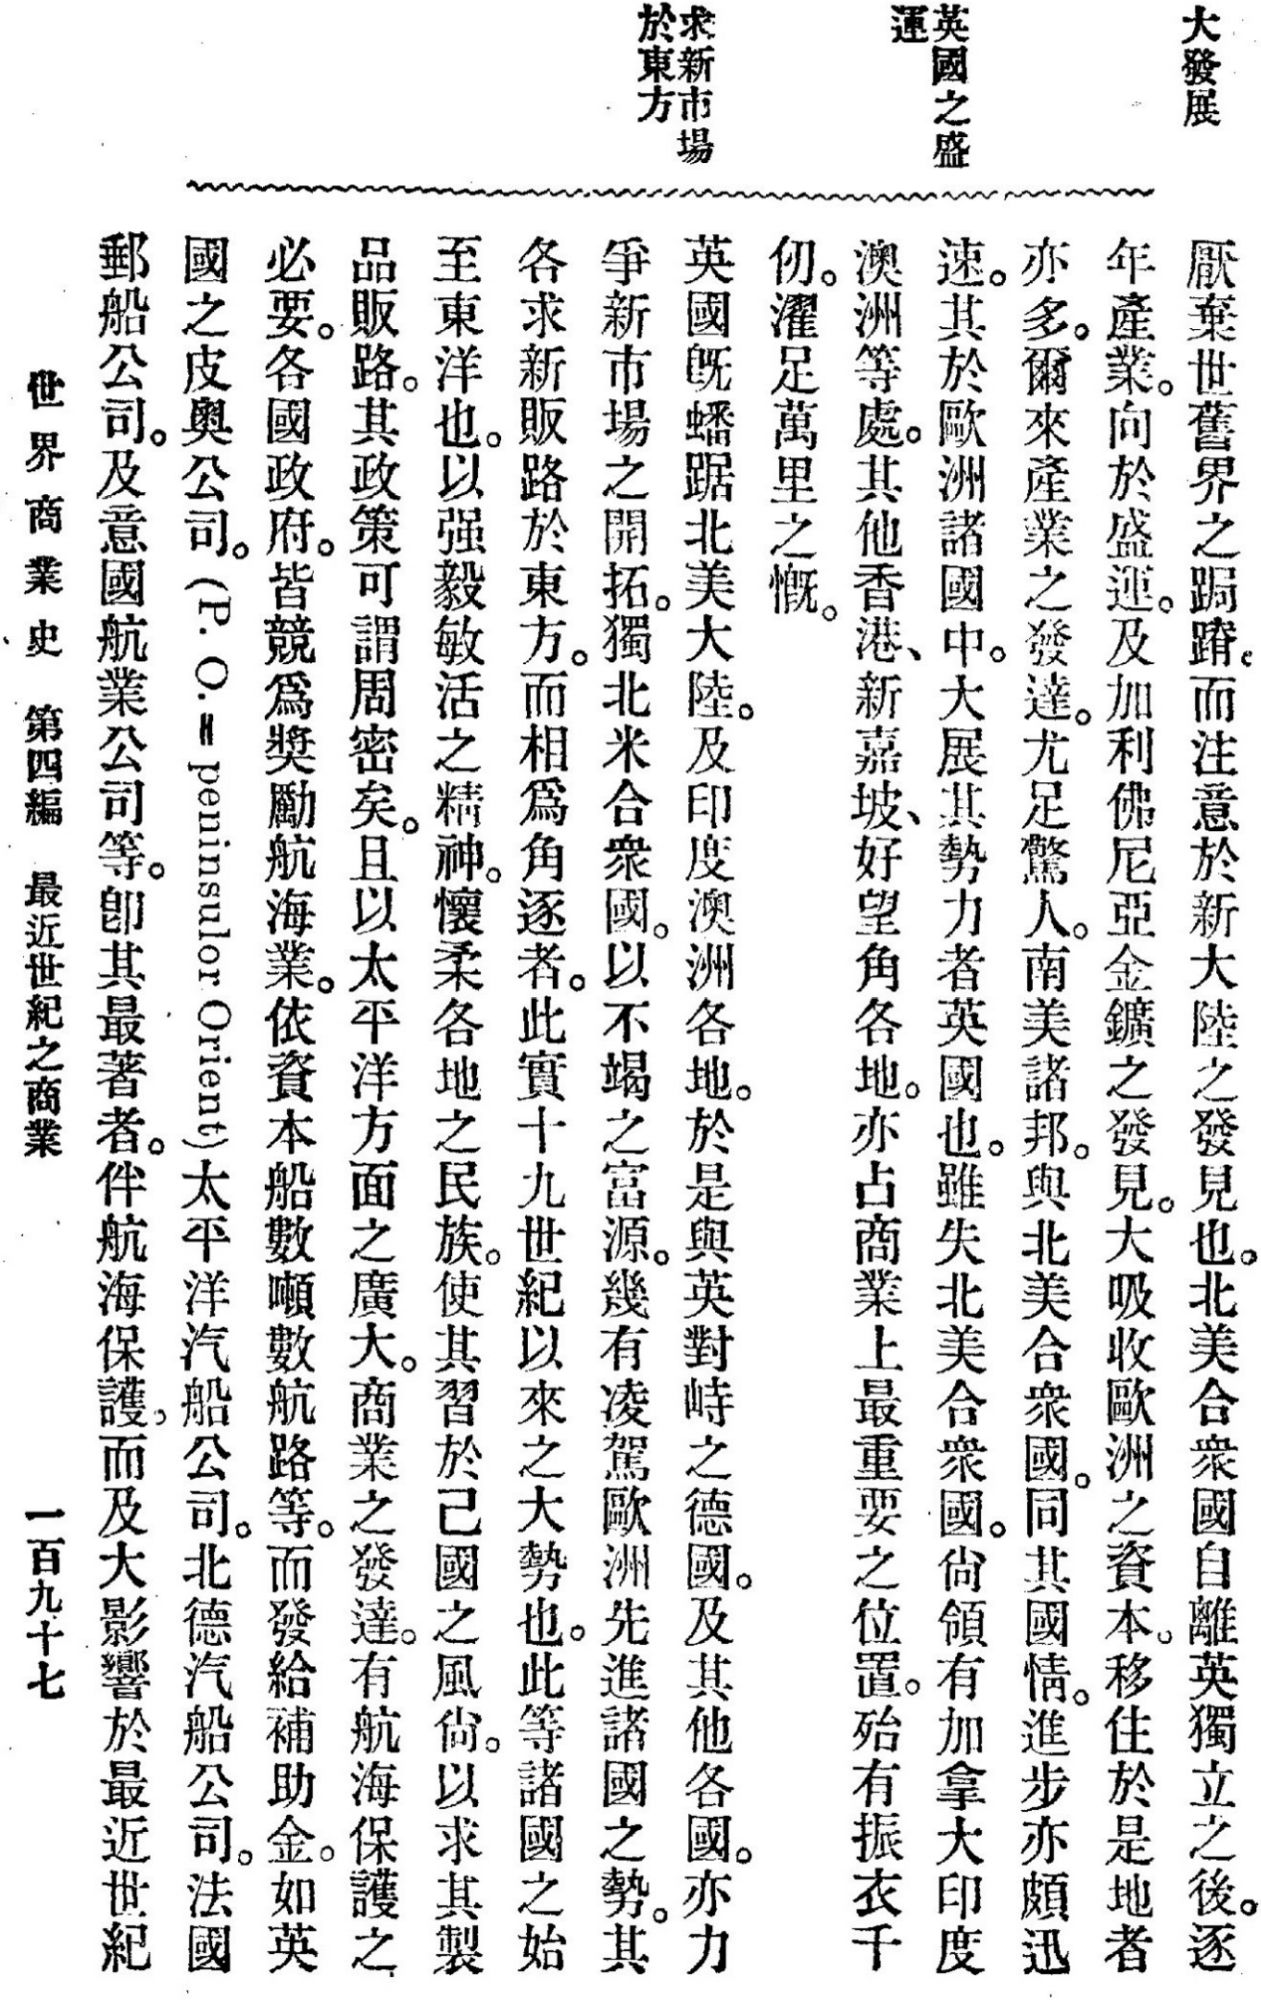 大發展
英國之盛
運
求新市場
於東方
厭棄世舊界之跼蹐。而注意於新大陸之發見也。北美合衆國自離英獨立之後。逐
年產業。向於盛運。及加利佛尼亞金鑛之發見。大吸收歐洲之資本。移住於是地者
亦多。爾來產業之發達。尤足驚人。南美諸邦。與北美合衆國。同其國情。進步亦頗迅
速。其於歐洲諸國中。大展其勢力者英國也。雖失北美合衆國。尙領有加拿大印度
澳洲等處。其他香港、新嘉坡、好望角各地。亦占商業上最重要之位置。殆有振衣千
仞。濯足萬里之慨。
英國旣蟠踞北美大陸。及印度澳洲各地。於是與英對峙之德國。及其他各國。亦力
爭新市場之開拓。獨北米合衆國。以不竭之富源。幾有凌駕歐洲先進諸國之勢。其
各求新販路於東方。而相爲角逐者。此實十九世紀以來之大勢也。此等諸國之始
至東洋也。以强毅敏活之精神。懷柔各地之民族。使其習於己國之風尙。以求其製
品販路。其政策可謂周密矣。且以太平洋方面之廣大。商業之發達。有航海保護之
必要。各國政府。皆競爲獎勵航海業。依資本船數噸數航路等。而發給補助金。如英
國之皮奧公司。(P. O. = peninsulor Orient)太平洋汽船公司。北德汽船公司。法國
郵船公司。及意國航業公司等。卽其最著者。伴航海保護。而及大影響於最近世紀
世界商業史 第四編 最近世紀之商業 一百九十七